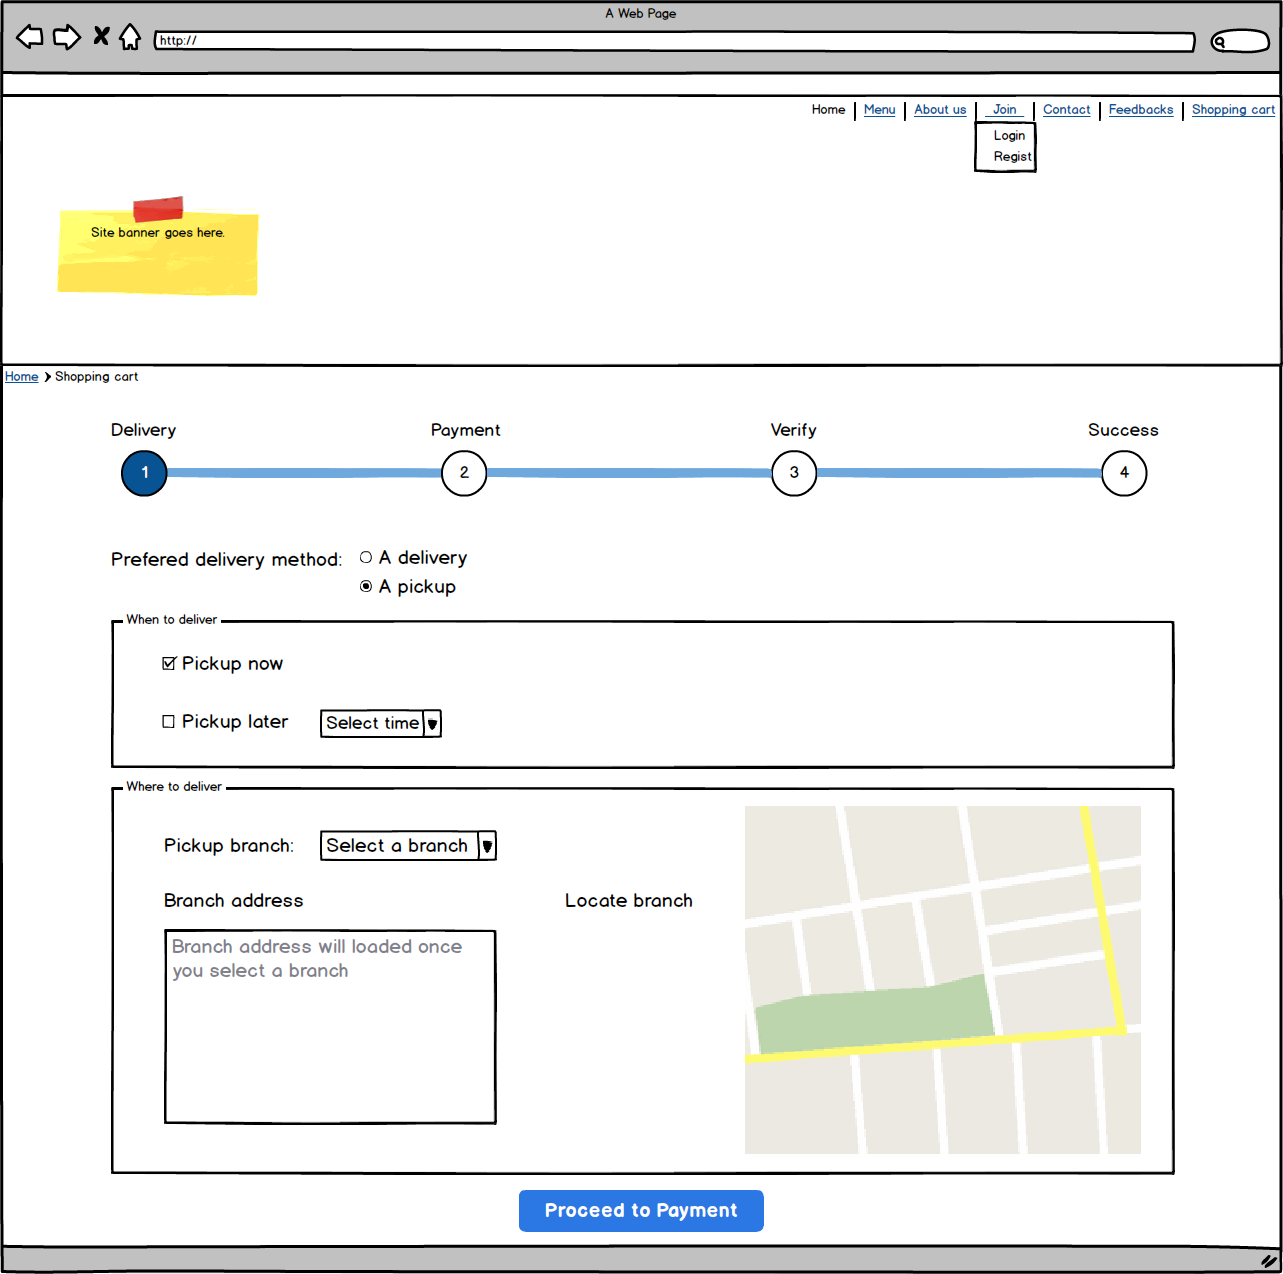 A Web Page
http://
Home Menu About us Join Contact Feedbacks Shopping cart
Login
Regist
Site banner goes here.
Home Shopping cart
Delivery Payment Verify Success
1 2 3 4
Prefered delivery method: A delivery
A pickup
When to deliver
Pickup now
Pickup later Select time
Where to deliver
Pickup branch: Select a branch
Branch address Locate branch
Branch address will loaded once
you select a branch
Proceed to Payment